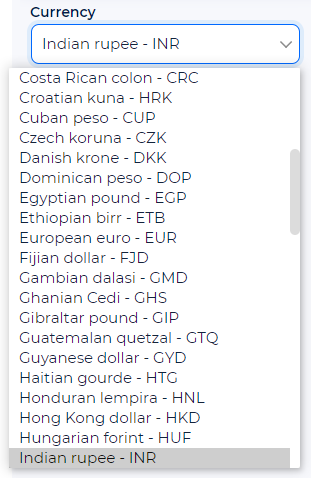 Currency
Indian rupee - INR
Costa Rican colon - CRC
Croatian kuna - HRK
Cuban peso - CUP
Czech koruna - CZK
Danish krone - DKK
Dominican peso - DOP
Egyptian pound - EGP
Ethiopian birr - ETB
European euro - EUR
Fijian dollar - FJD
Gambian dalasi - GMD
Ghanian Cedi - GHS
Gibraltar pound - GIP
Guatemalan quetzal - GTQ
Guyanese dollar - GYD
Haitian gourde - HTG
Honduran lempira - HNL
Hong Kong dollar - HKD
Hungarian forint - HUF
Indian rupee - INR